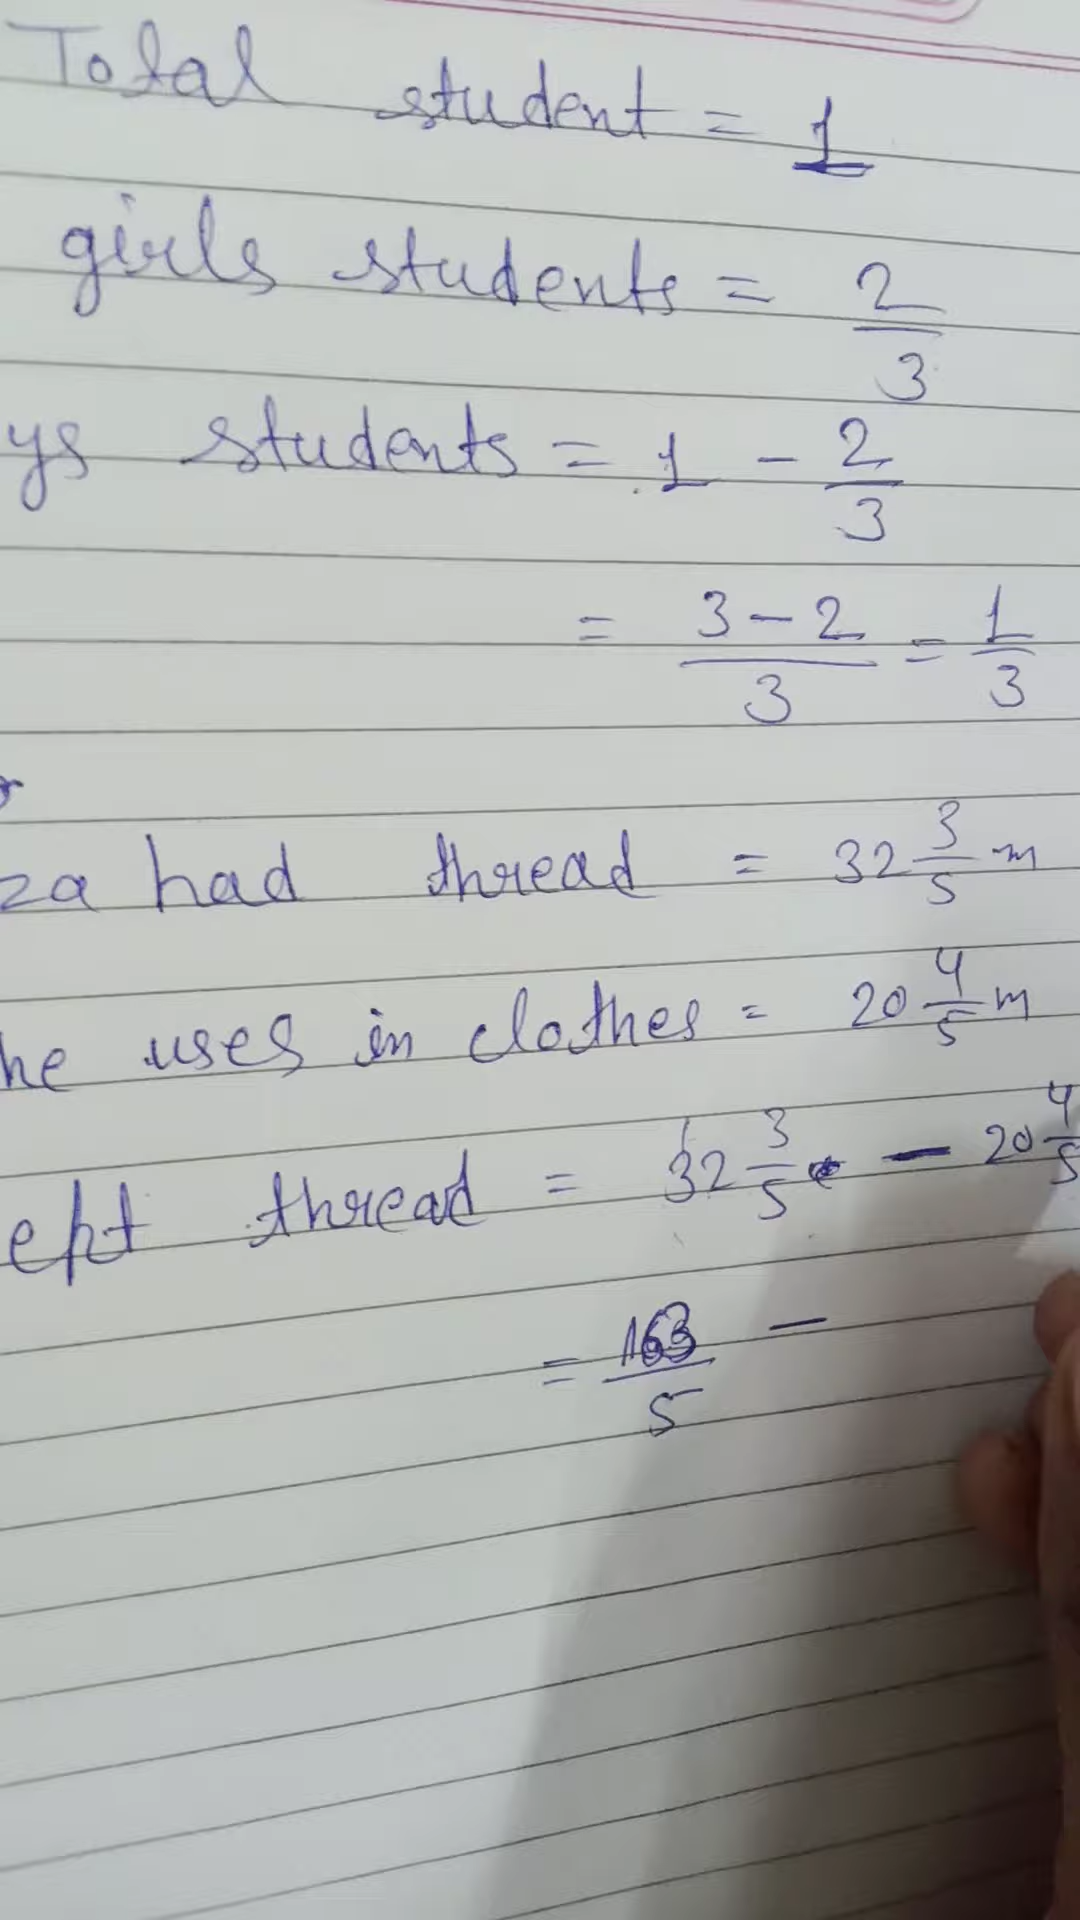 Total student = 1
girls students = 2/3
ys students = 1 - 2/3
= 3-2/3 = 1/3
za had thread = 32 3/5 m
he uses in clothes = 20 4/5 m
ept thread = 32 3/5 - 20 4/5
= 163/5 -